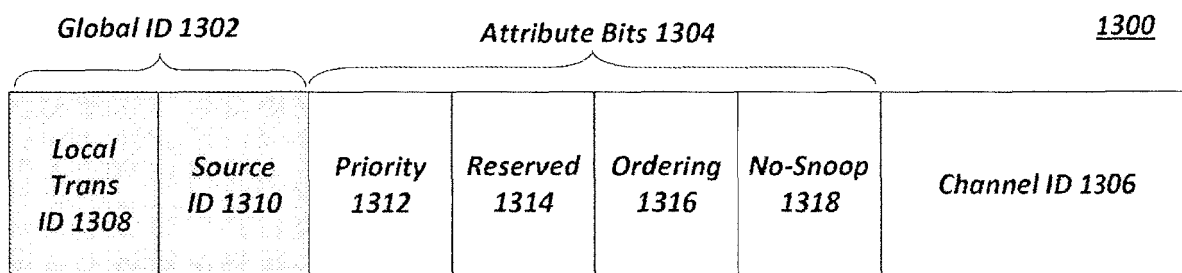 Global ID 1302
Attribute Bits 1304
1300
Local
Trans
ID 1308
Source
ID 1310
Priority
1312
Reserved
1314
Ordering
1316
No-Snoop
1318
Channel ID 1306